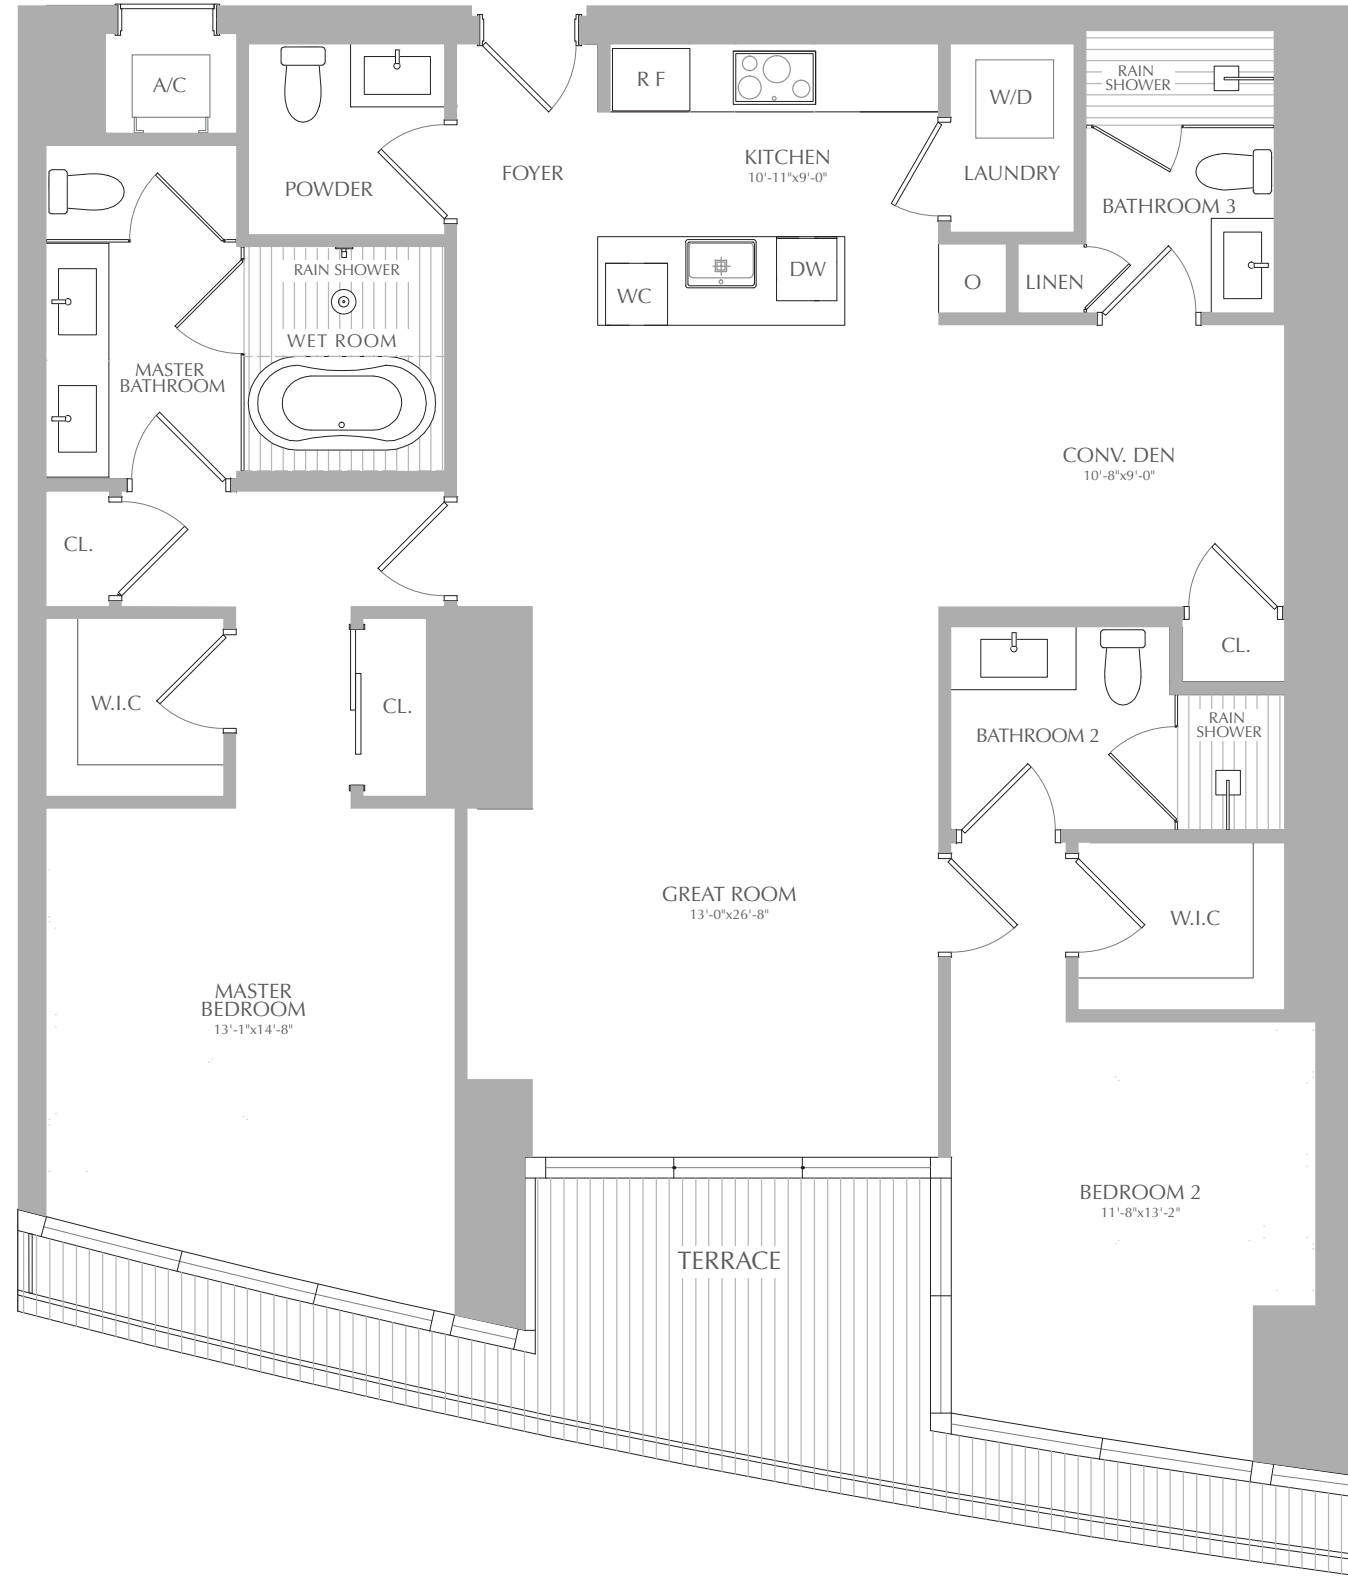 A/C
R F
W/D
RAIN
SHOWER
POWDER
FOYER
KITCHEN
10'-11"x9'-0"
LAUNDRY
BATHROOM 3
RAIN SHOWER
WET ROOM
WC
DW
O
LINEN
MASTER
BATHROOM
CONV. DEN
10'-8"x9'-0"
CL.
CL.
W.I.C
CL.
BATHROOM 2
RAIN
SHOWER
GREAT ROOM
13'-0"x26'-8"
W.I.C
MASTER
BEDROOM
13'-1"x14'-8"
BEDROOM 2
11'-8"x13'-2"
TERRACE